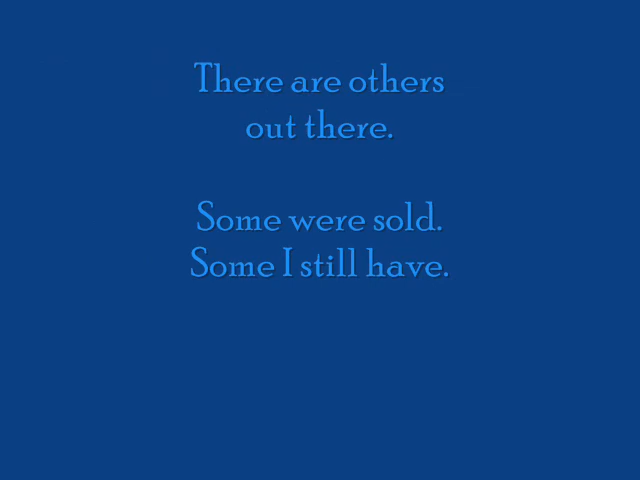 There are others
out there.
Some were sold.
Some I still have.